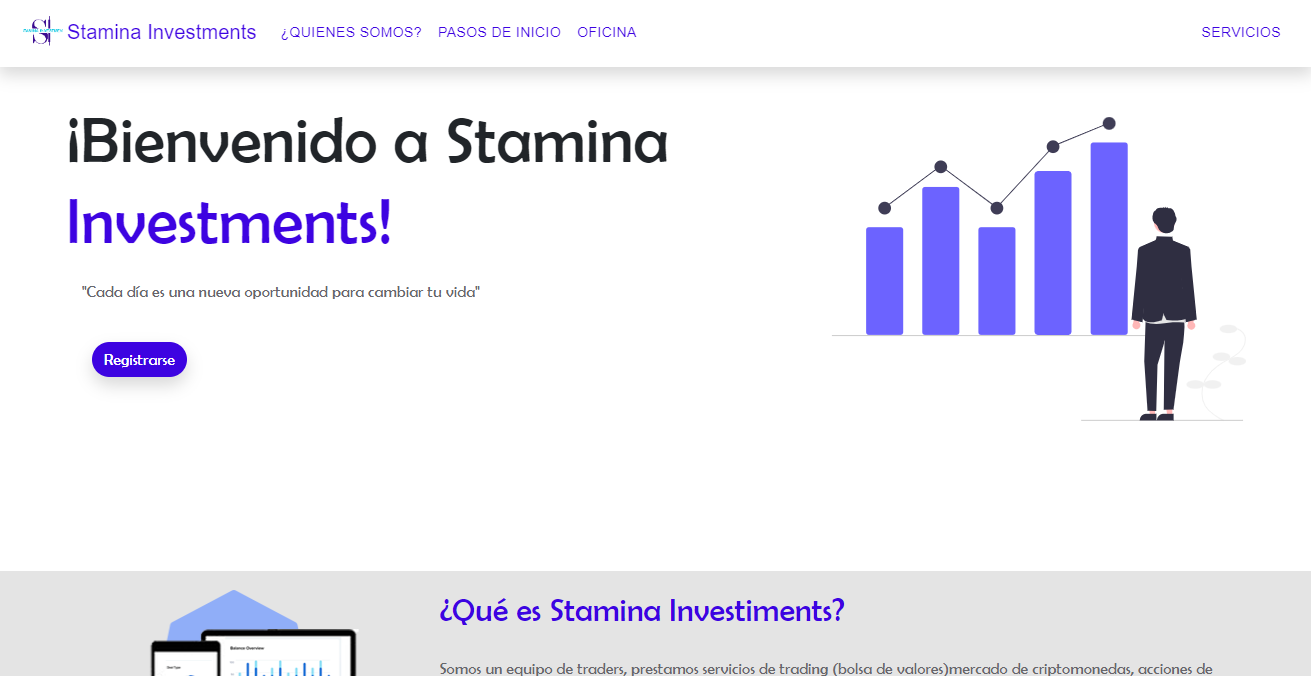 Stamina Investments
¿QUIENES SOMOS?
PASOS DE INICIO
OFICINA
SERVICIOS
¡Bienvenido a Stamina
Investments!
"Cada día es una nueva oportunidad para cambiar tu vida"
Registrarse
¿Qué es Stamina Investiments?
Balance Overview
Somos un equipo de traders, prestamos servicios de trading (bolsa de valores)mercado de criptomonedas, acciones de